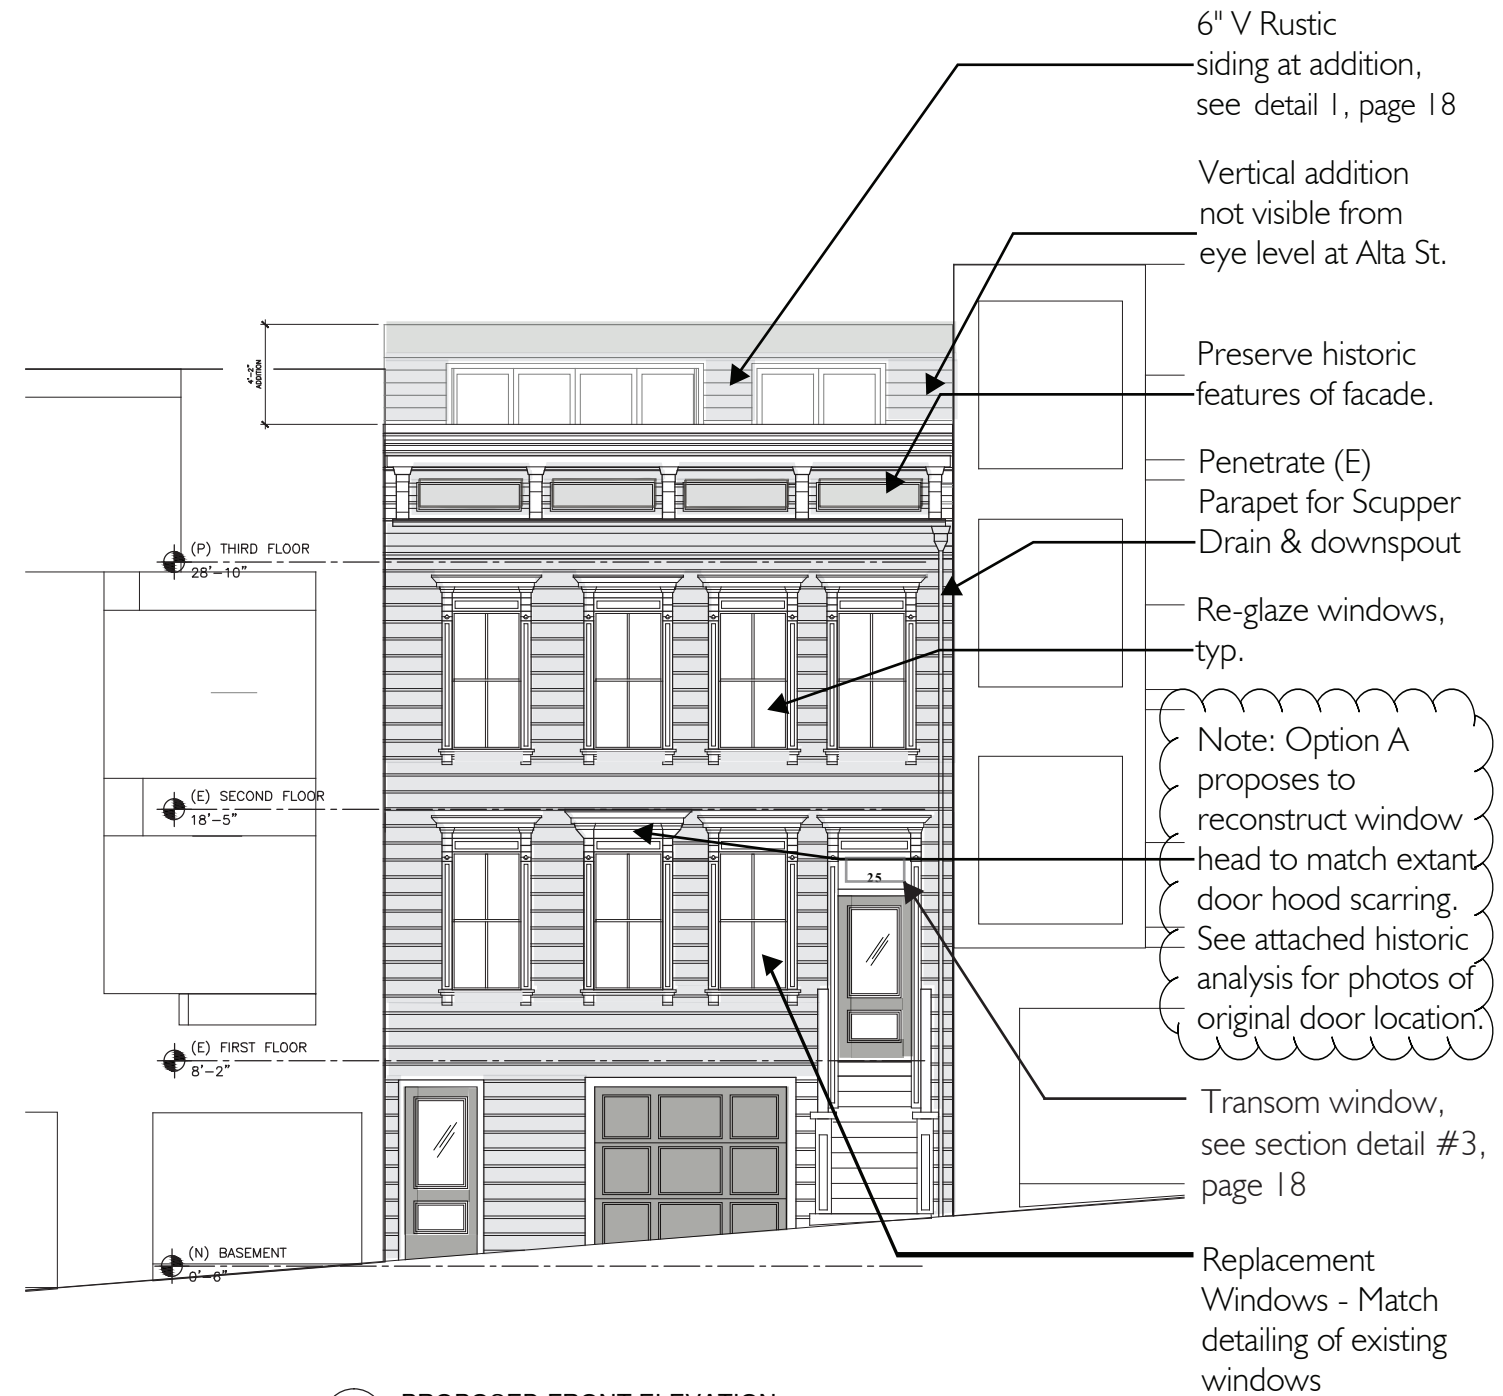 6" V Rustic
siding at addition,
see detail 1, page 18
Vertical addition
not visible from
eye level at Alta St.
Preserve historic
features of facade.
Penetrate (E)
Parapet for Scupper
Drain & downspout
Re-glaze windows,
typ.
Note: Option A
proposes to
reconstruct window
head to match extant
door hood scarring.
See attached historic
analysis for photos of
original door location.
Transom window,
see section detail #3,
page 18
Replacement
Windows - Match
detailing of existing
windows
4'-2"
ADDITION
(P) THIRD FLOOR
28'-10"
(E) SECOND FLOOR
18'-5"
25
(E) FIRST FLOOR
8'-2"
(N) BASEMENT
0'-6"
PROPOSED FRONT ELEVATION